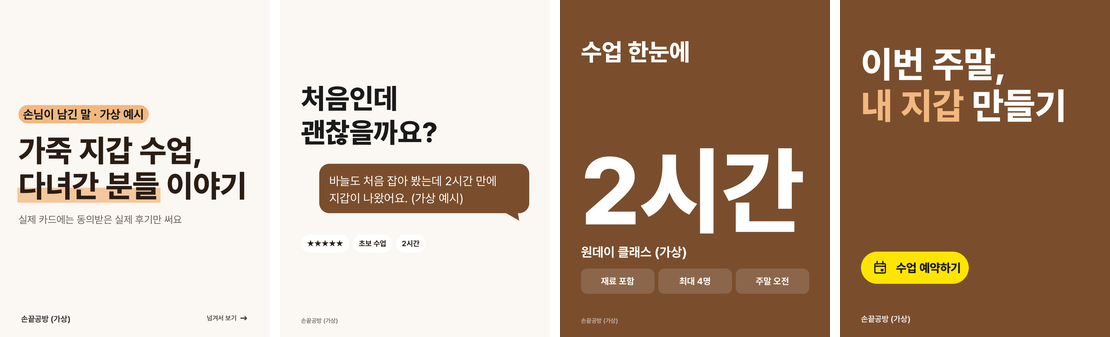 손님이 남긴 말 · 가상 예시
가죽 지갑 수업,
다녀간 분들 이야기
실제 카드에는 동의받은 실제 후기만 써요
손끝공방 (가상)
넘겨서 보기 →
처음인데
괜찮을까요?
바늘도 처음 잡아 봤는데 2시간 만에
지갑이 나왔어요. (가상 예시)
★★★★★
초보 수업
2시간
손끝공방 (가상)
수업 한눈에
2시간
원데이 클래스 (가상)
재료 포함
최대 4명
주말 오전
손끝공방 (가상)
이번 주말,
내 지갑 만들기
수업 예약하기
손끝공방 (가상)